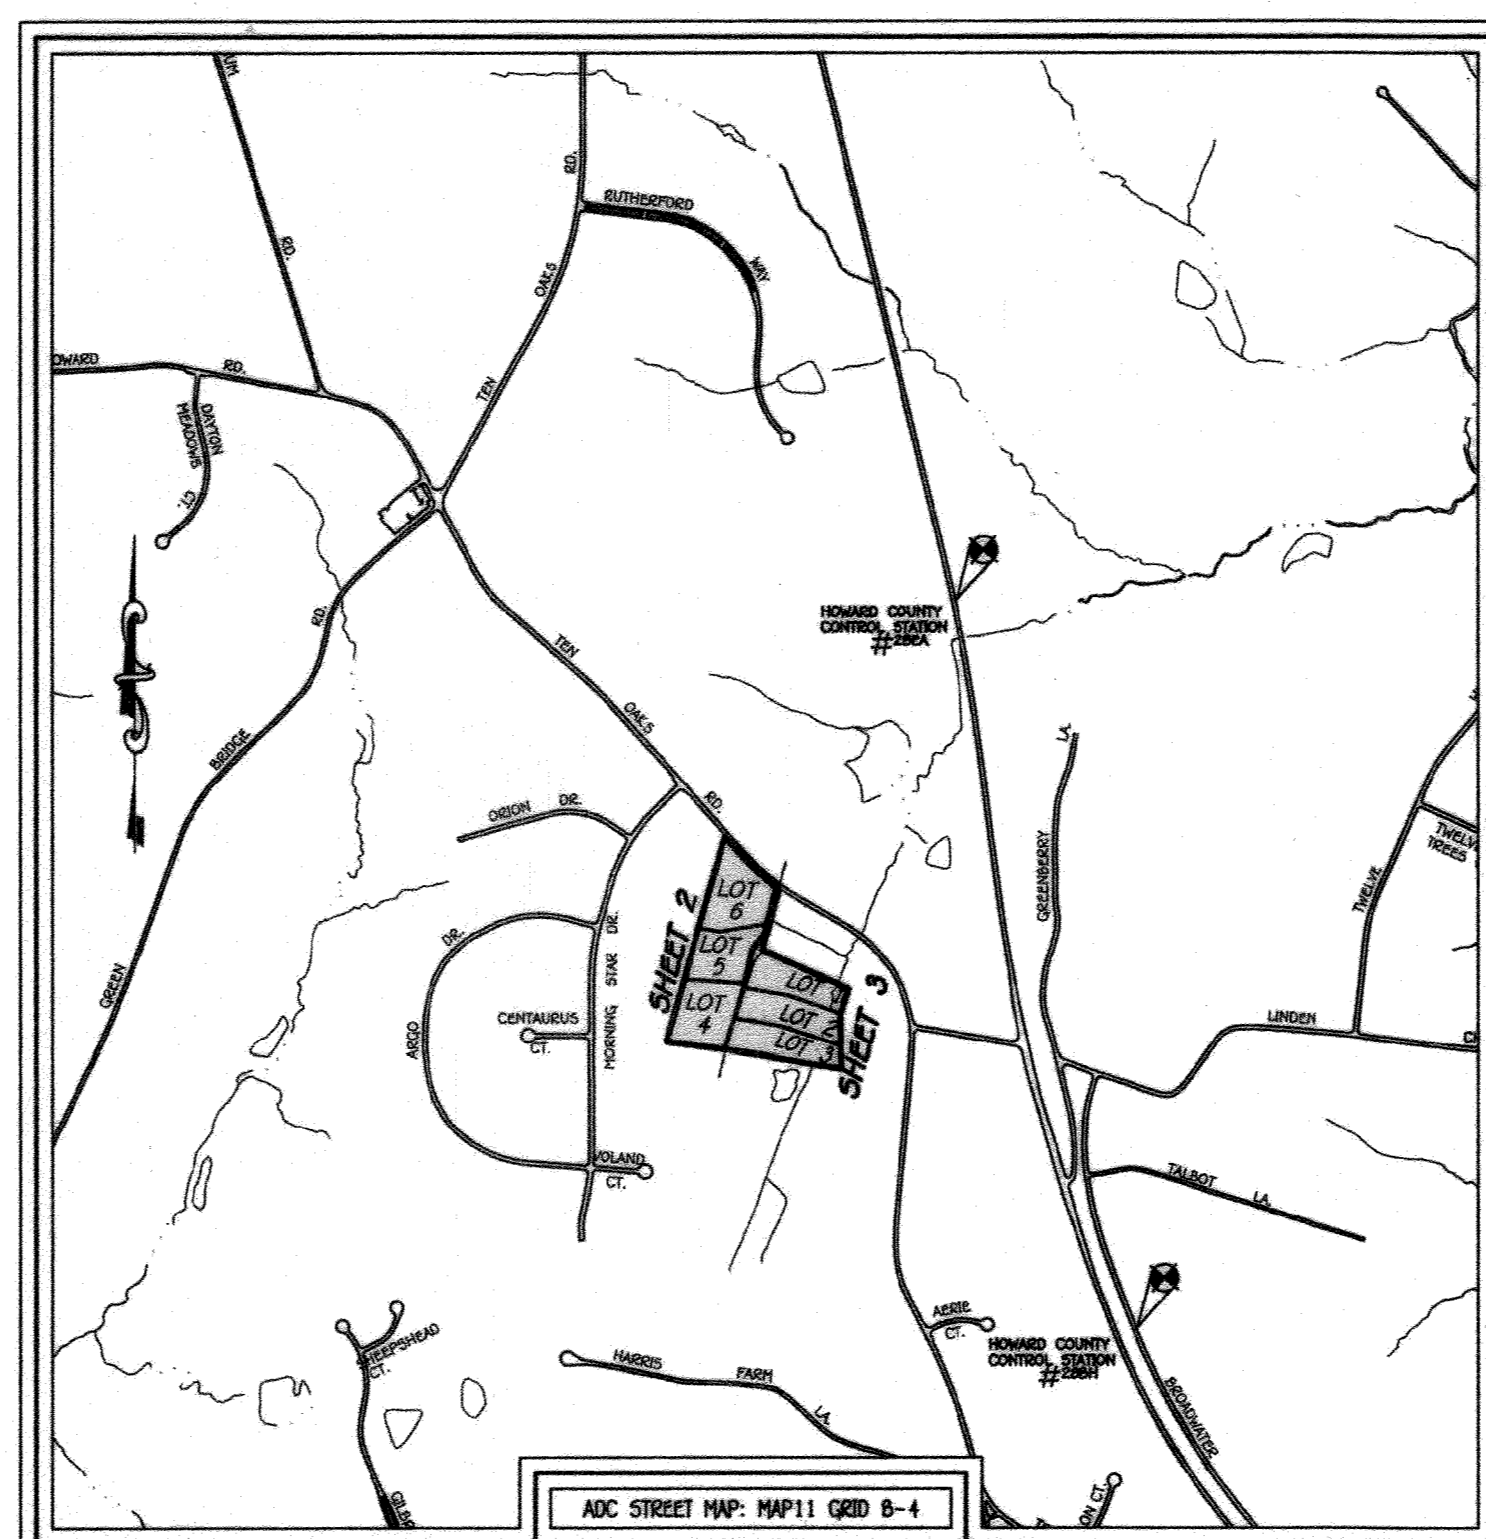 RD.
RD.
RUTHERFORD
WAY
OAKS
TEN
OWARD
RD.
DAYTON
MEADOWS
CT.
HOWARD COUNTY
CONTROL STATION
RD.
TEN
OAKS
RD.
BRIDGE
GREEN
ORION DR.
LA.
GREENBERRY
TWELVE
TREES
TWELVE
LOT
6
SHEET 2
LOT
5
LOT
4
LOT 1
LOT 2
LOT 3
SHEET 3
DR.
ARGO
MORNING STAR DR.
CENTAURUS
CT.
VOLAND
CT.
LINDEN
TALBOT LA.
AERIE
CT.
HOWARD COUNTY
CONTROL STATION
#28BH
BROADWATER
SHEEPSHEAD
CT.
HARRIS FARM LA.
ON CT.
ADC STREET MAP: MAP11 GRID B-4